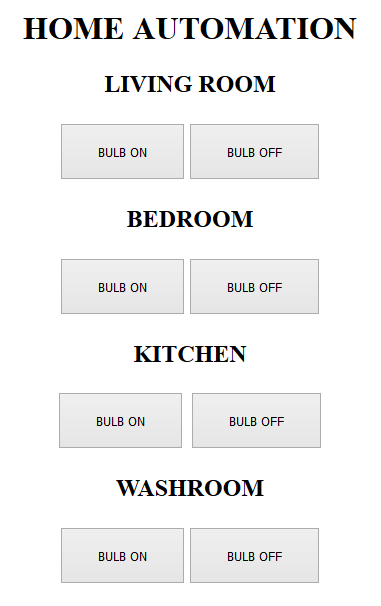 HOME AUTOMATION
LIVING ROOM
BULB ON BULB OFF
BEDROOM
BULB ON BULB OFF
KITCHEN
BULB ON BULB OFF
WASHROOM
BULB ON BULB OFF